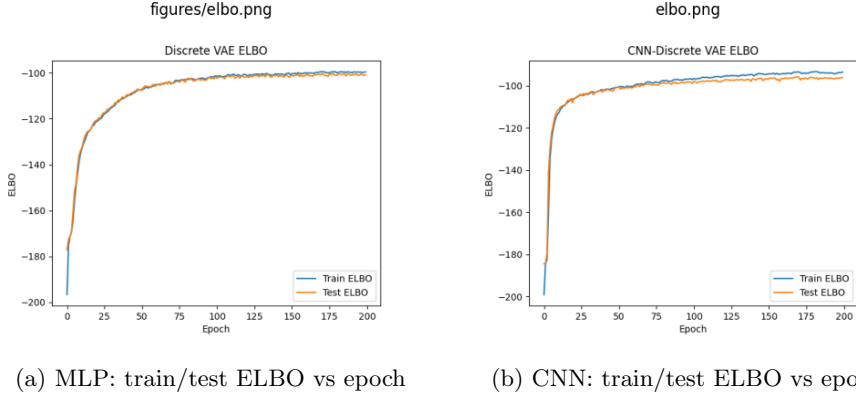 figures/elbo.png
elbo.png
Discrete VAE ELBO
−100
−120
−140
−160
−180
−200
ELBO
0 25 50 75 100 125 150 175 200
Epoch
Train ELBO
Test ELBO
CNN-Discrete VAE ELBO
−100
−120
−140
−160
−180
−200
ELBO
0 25 50 75 100 125 150 175 200
Epoch
Train ELBO
Test ELBO
(a) MLP: train/test ELBO vs epoch
(b) CNN: train/test ELBO vs epo